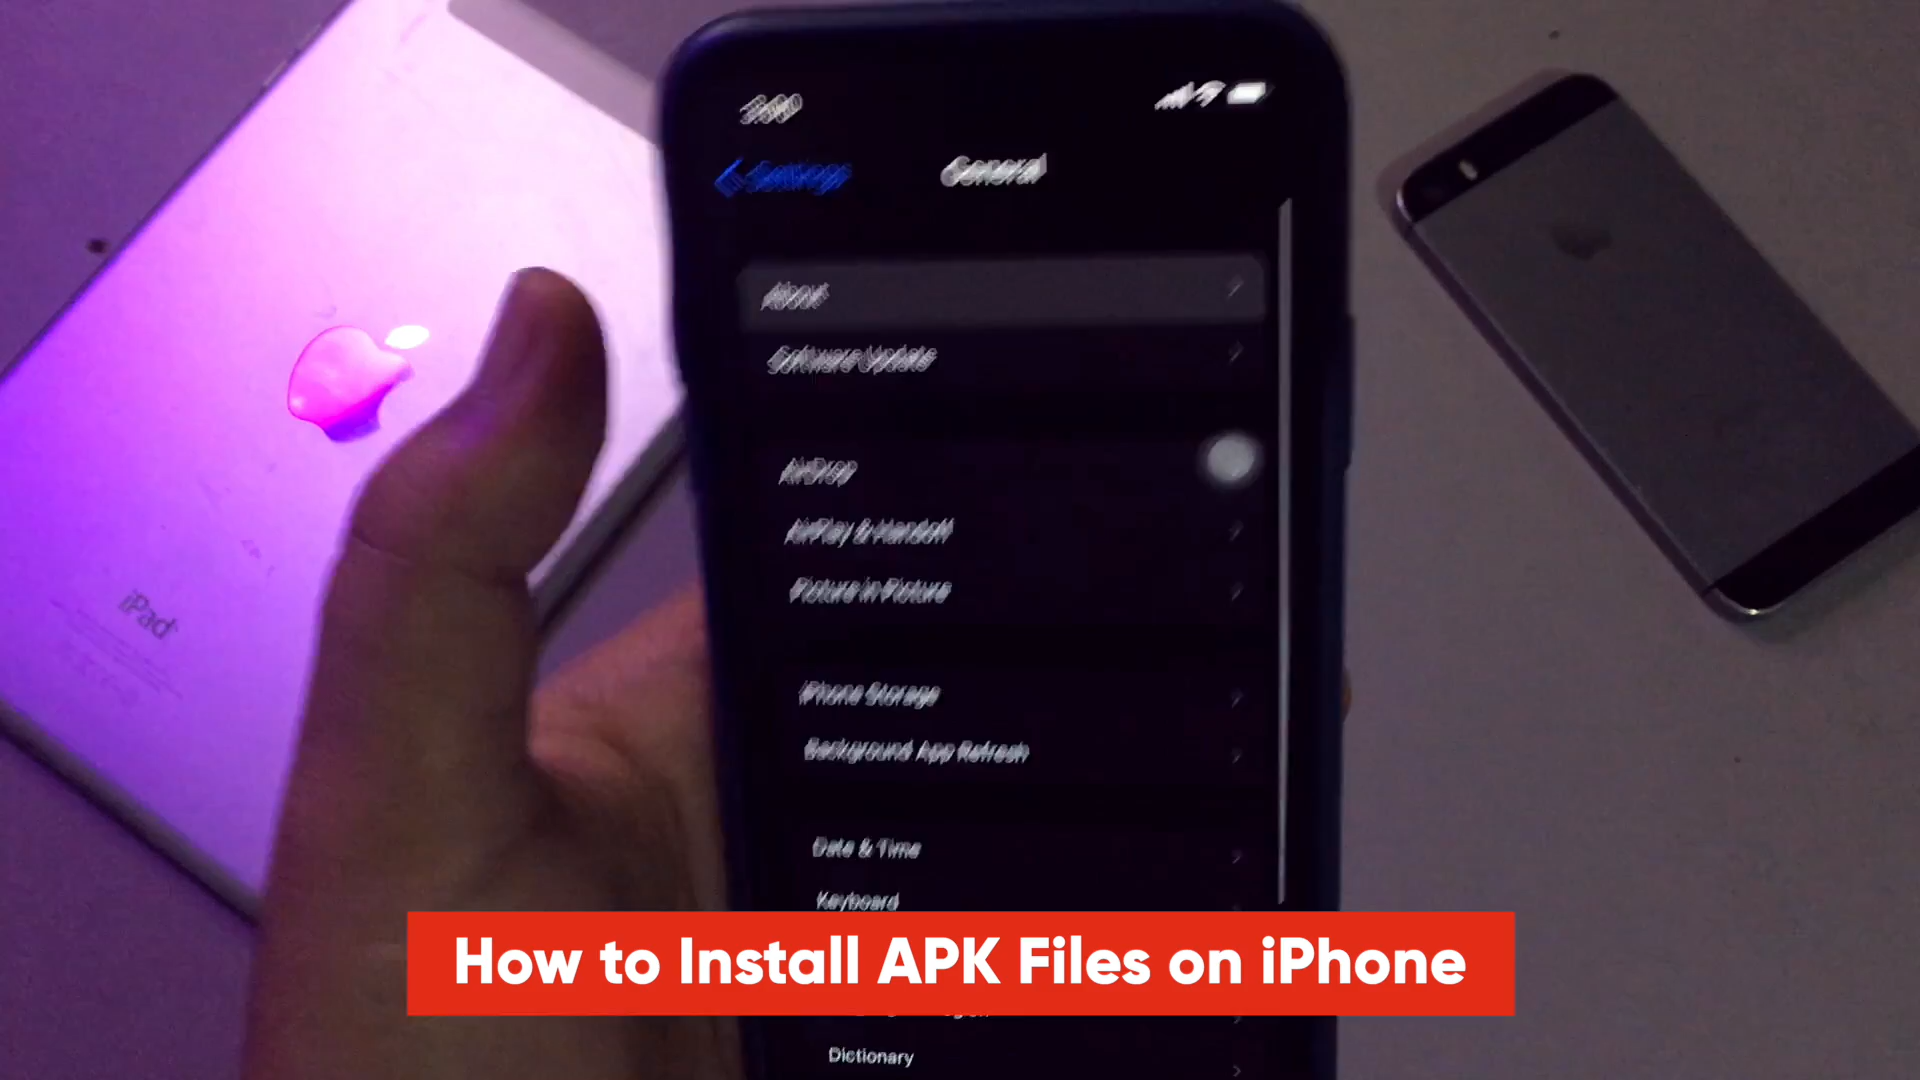 Settings
General
About
Software Update
AirDrop
AirPlay & Handoff
Picture in Picture
iPhone Storage
Background App Refresh
Date & Time
Keyboard
How to Install APK Files on iPhone
Dictionary
iPad